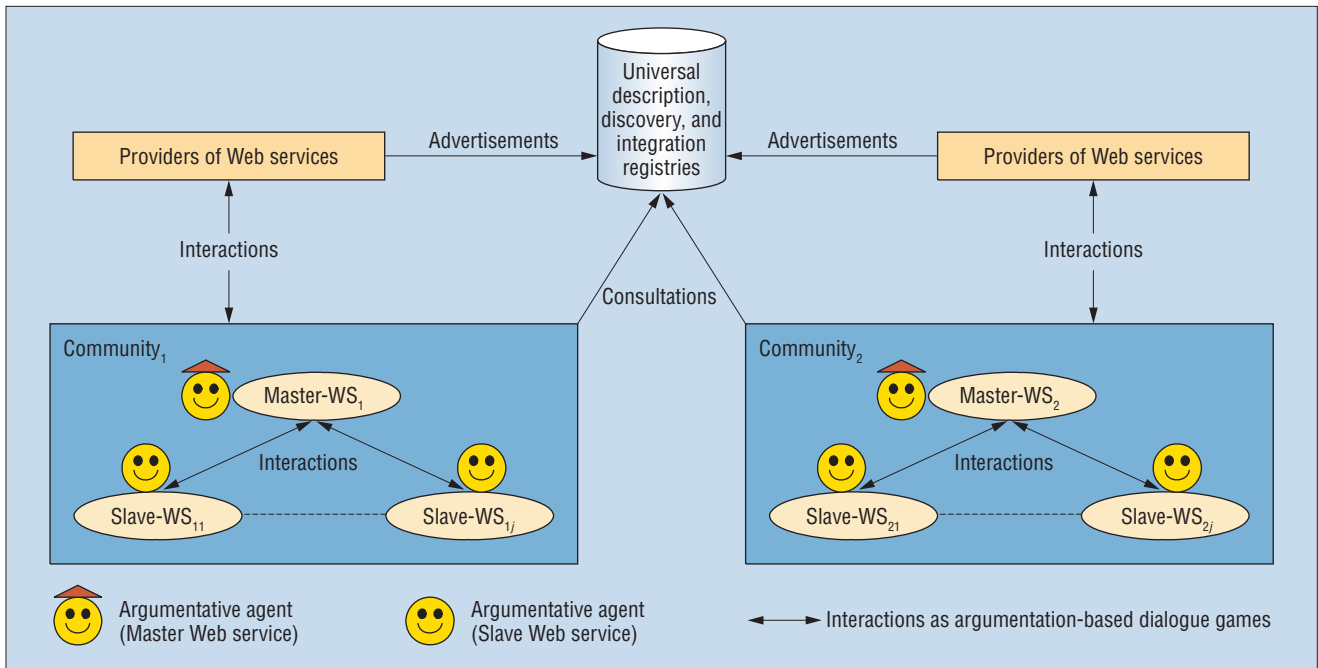 Universal
description,
discovery, and
integration
registries
Providers of Web services
Advertisements
Advertisements
Providers of Web services
Interactions
Interactions
Consultations
Community1
Master-WS1
Interactions
Slave-WS11
Slave-WS1j
Community2
Master-WS2
Interactions
Slave-WS21
Slave-WS2j
Argumentative agent
(Master Web service)
Argumentative agent
(Slave Web service)
Interactions as argumentation-based dialogue games